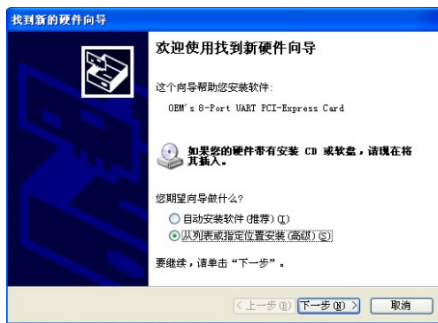 找到新的硬件向导
欢迎使用找到新硬件向导
这个向导帮助您安装软件:
OEM's 8-Port UART PCI-Express Card
如果您的硬件带有安装 CD 或软盘，请现在将
其插入。
您期望向导做什么?
自动安装软件(推荐)(I)
从列表或指定位置安装(高级)(S)
要继续，请单击“下一步”。
<上一步(B) 下一步(N)> 取消